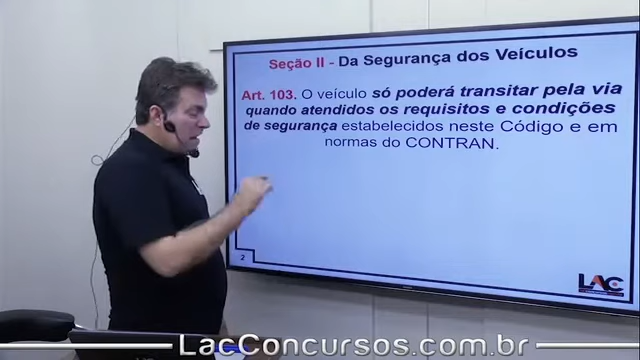 Seção II - Da Segurança dos Veículos
Art. 103. O veículo só poderá transitar pela via
quando atendidos os requisitos e condições
de segurança estabelecidos neste Código e em
normas do CONTRAN.
2
LAC
LacConcursos.com.br